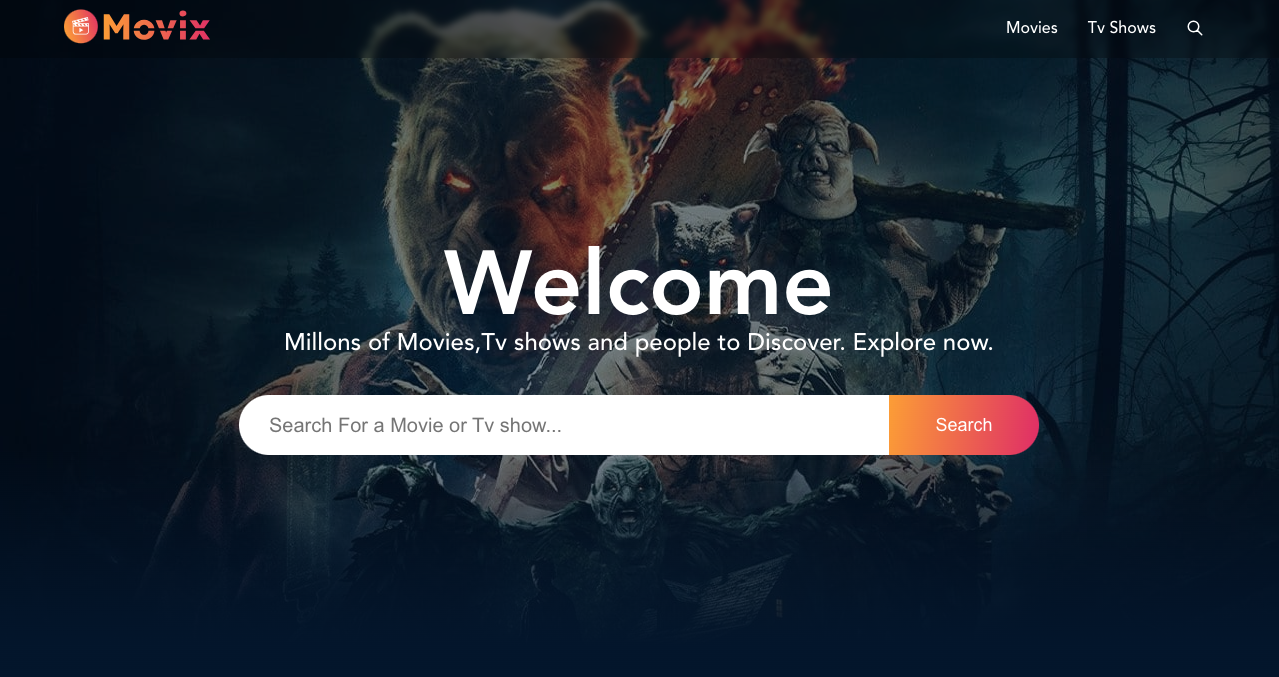 Movix
Movies
Tv Shows
Welcome
Millons of Movies,Tv shows and people to Discover. Explore now.
Search For a Movie or Tv show...
Search